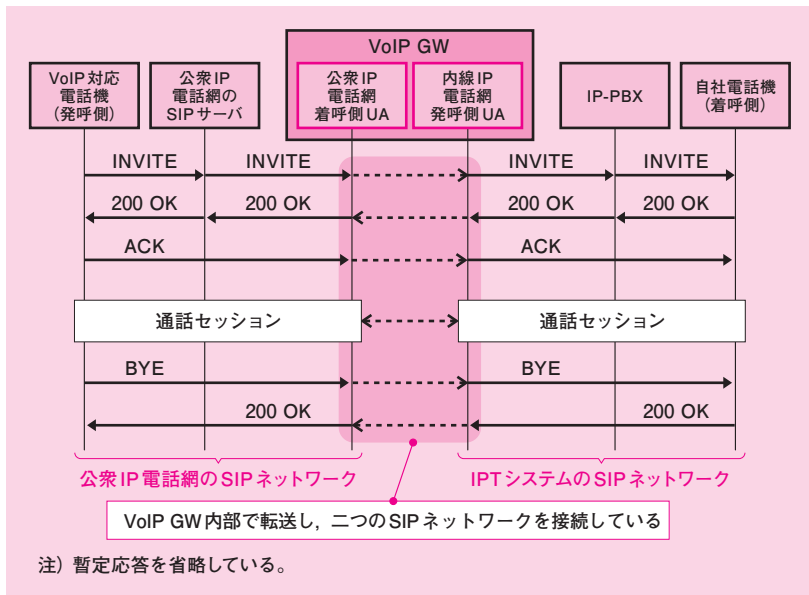 VoIP GW
VoIP対応
電話機
(発呼側)
公衆IP
電話網の
SIPサーバ
公衆IP
電話網
着呼側UA
内線IP
電話網
発呼側UA
IP-PBX
自社電話機
(着呼側)
INVITE
INVITE
INVITE
INVITE
200 OK
200 OK
200 OK
200 OK
ACK
ACK
通話セッション
通話セッション
BYE
BYE
200 OK
200 OK
公衆IP電話網のSIPネットワーク
IPTシステムのSIPネットワーク
VoIP GW内部で転送し，二つのSIPネットワークを接続している
注）暫定応答を省略している。